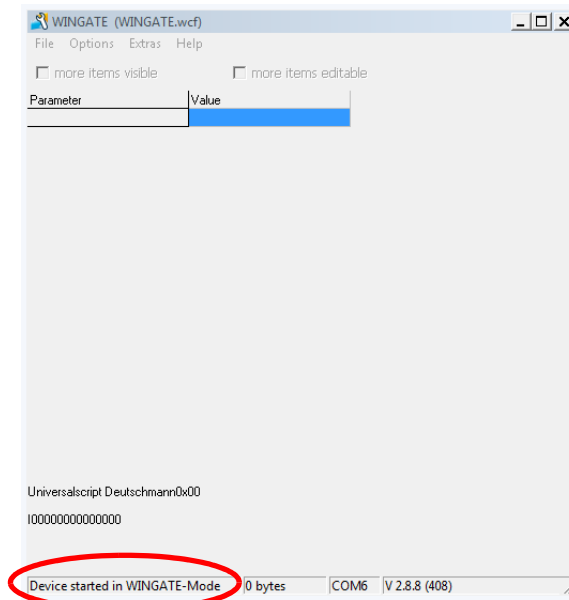 WINGATE (WINGATE.wcf)
File Options Extras Help
more items visible more items editable
Parameter Value
Universalscript Deutschmann0x00
I00000000000000
Device started in WINGATE-Mode 0 bytes COM6 V 2.8.8 (408)